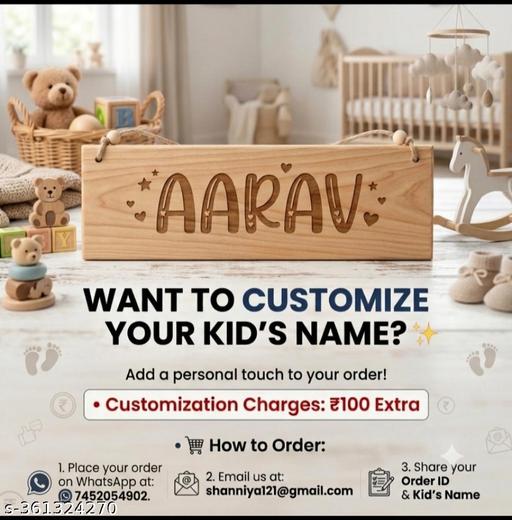 AARAV
WANT TO CUSTOMIZE
YOUR KID'S NAME?
Add a personal touch to your order!
• Customization Charges: ₹100 Extra
• How to Order:
1. Place your order
on WhatsApp at:
7452054902.
2. Email us at:
shanniya121@gmail.com
3. Share your
Order ID
& Kid's Name
s-361324270